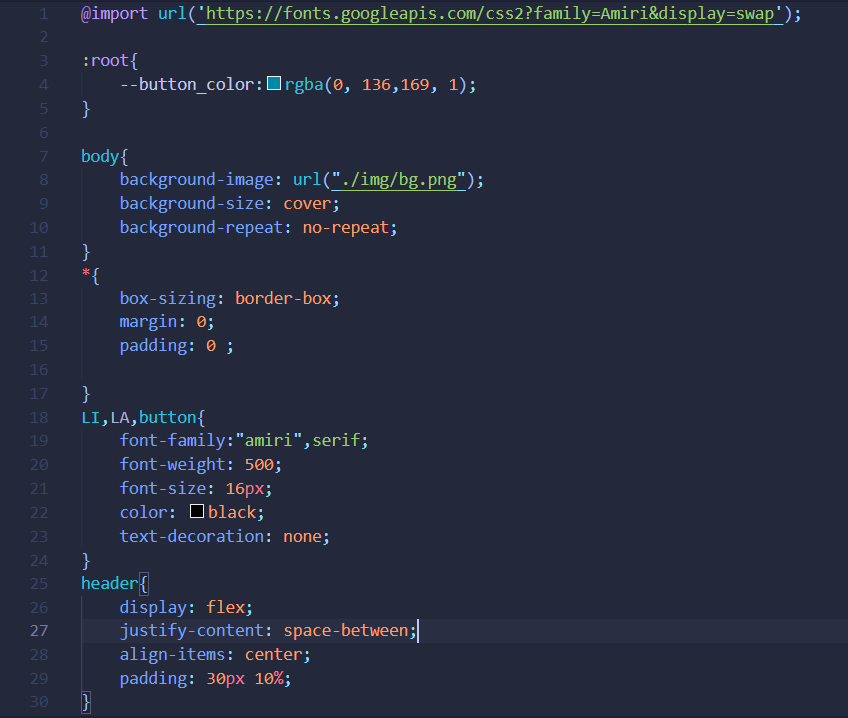 1 @import url('https://fonts.googleapis.com/css2?family=Amiri&display=swap');
2
3 :root{
4     --button_color:rgba(0, 136,169, 1);
5 }
6
7 body{
8     background-image: url("./img/bg.png");
9     background-size: cover;
10     background-repeat: no-repeat;
11 }
12 *{
13     box-sizing: border-box;
14     margin: 0;
15     padding: 0 ;
16
17 }
18 LI,LA,button{
19     font-family:"amiri",serif;
20     font-weight: 500;
21     font-size: 16px;
22     color: black;
23     text-decoration: none;
24 }
25 header{
26     display: flex;
27     justify-content: space-between;
28     align-items: center;
29     padding: 30px 10%;
30 }